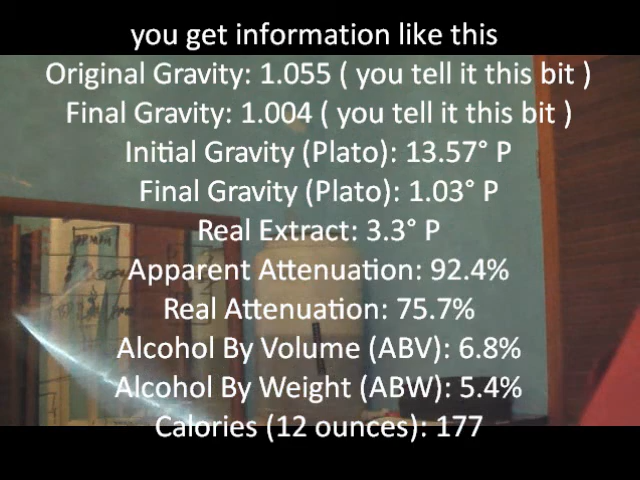 you get information like this
Original Gravity: 1.055 ( you tell it this bit )
Final Gravity: 1.004 ( you tell it this bit )
Initial Gravity (Plato): 13.57° P
Final Gravity (Plato): 1.03° P
Real Extract: 3.3° P
Apparent Attenuation: 92.4%
Real Attenuation: 75.7%
Alcohol By Volume (ABV): 6.8%
Alcohol By Weight (ABW): 5.4%
Calories (12 ounces): 177